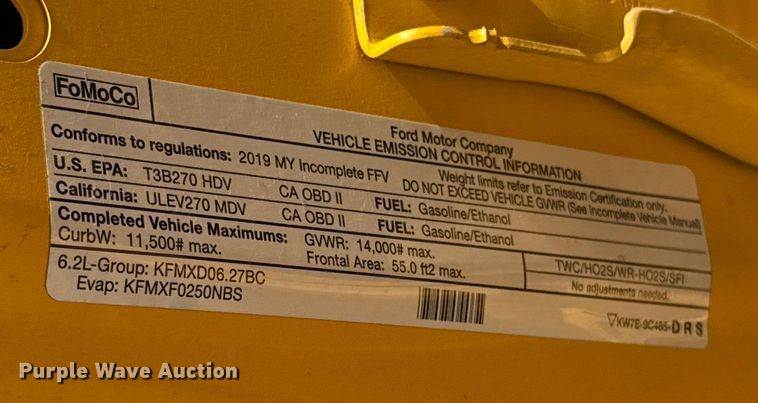 FoMoCo
Ford Motor Company
VEHICLE EMISSION CONTROL INFORMATION
Conforms to regulations: 2019 MY Incomplete FFV
Weight limits refer to Emission Certification only.
DO NOT EXCEED VEHICLE GVWR (See Incomplete Vehicle Manual)
U.S. EPA: T3B270 HDV CA OBD II FUEL: Gasoline/Ethanol
California: ULEV270 MDV CA OBD II FUEL: Gasoline/Ethanol
Completed Vehicle Maximums: GVWR: 14,000# max.
CurbW: 11,500# max. Frontal Area: 55.0 ft2 max.
TWC/HO2S/WR-HO2S/SFI
No adjustments needed.
6.2L-Group: KFMXD06.27BC
Evap: KFMXF0250NBS
KW7E-9C485-DRS
Purple Wave Auction